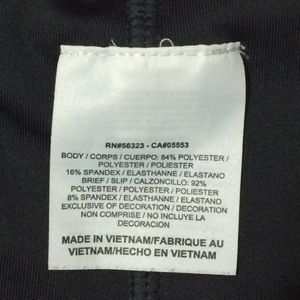 RN#56323 - CA#05553
BODY / CORPS / CUERPO: 84% POLYESTER /
POLYESTER / POLIESTER
16% SPANDEX / ELASTHANNE / ELASTANO
BRIEF / SLIP / CALZONCILLO: 92%
POLYESTER / POLYESTER / POLIESTER
8% SPANDEX / ELASTHANNE / ELASTANO
EXCLUSIVE OF DECORATION / DECORATION
NON COMPRISE / NO INCLUYE LA
DECORACION
MADE IN VIETNAM/FABRIQUE AU
VIETNAM/HECHO EN VIETNAM